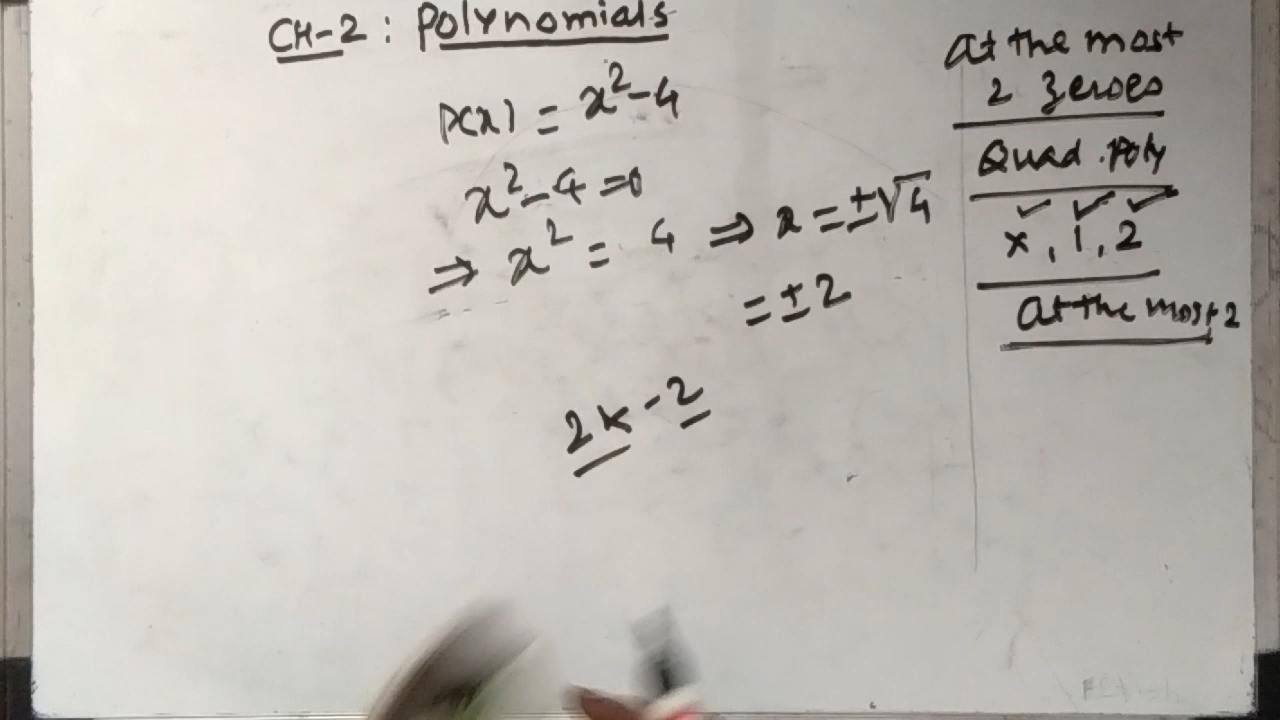 CH-2 : Polynomials
P(x) = x² - 4
x² - 4 = 0
⇒ x² = 4 ⇒ x = ±√4
= ±2
2x - 2
at the most
2 zeroes
Quad. Poly
✓ ✓ ✓
×, 1, 2
at the most 2